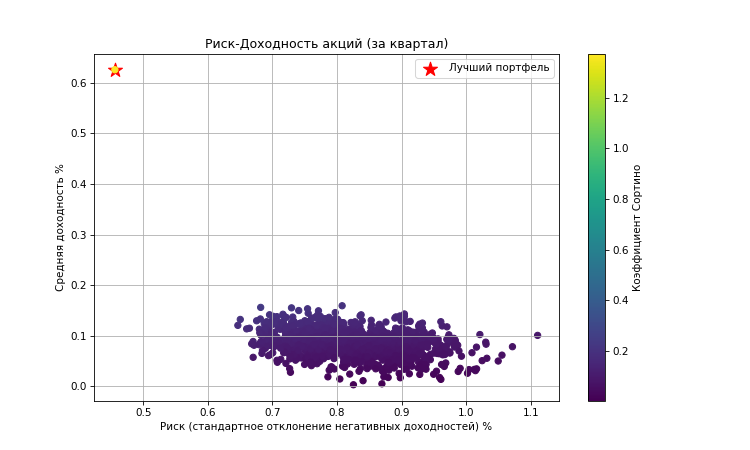 Риск-Доходность акций (за квартал)
Лучший портфель
Средняя доходность %
0.6
0.5
0.4
0.3
0.2
0.1
0.0
0.5 0.6 0.7 0.8 0.9 1.0 1.1
Риск (стандартное отклонение негативных доходностей) %
1.2
1.0
0.8
0.6
0.4
0.2
Коэффициент Сортино